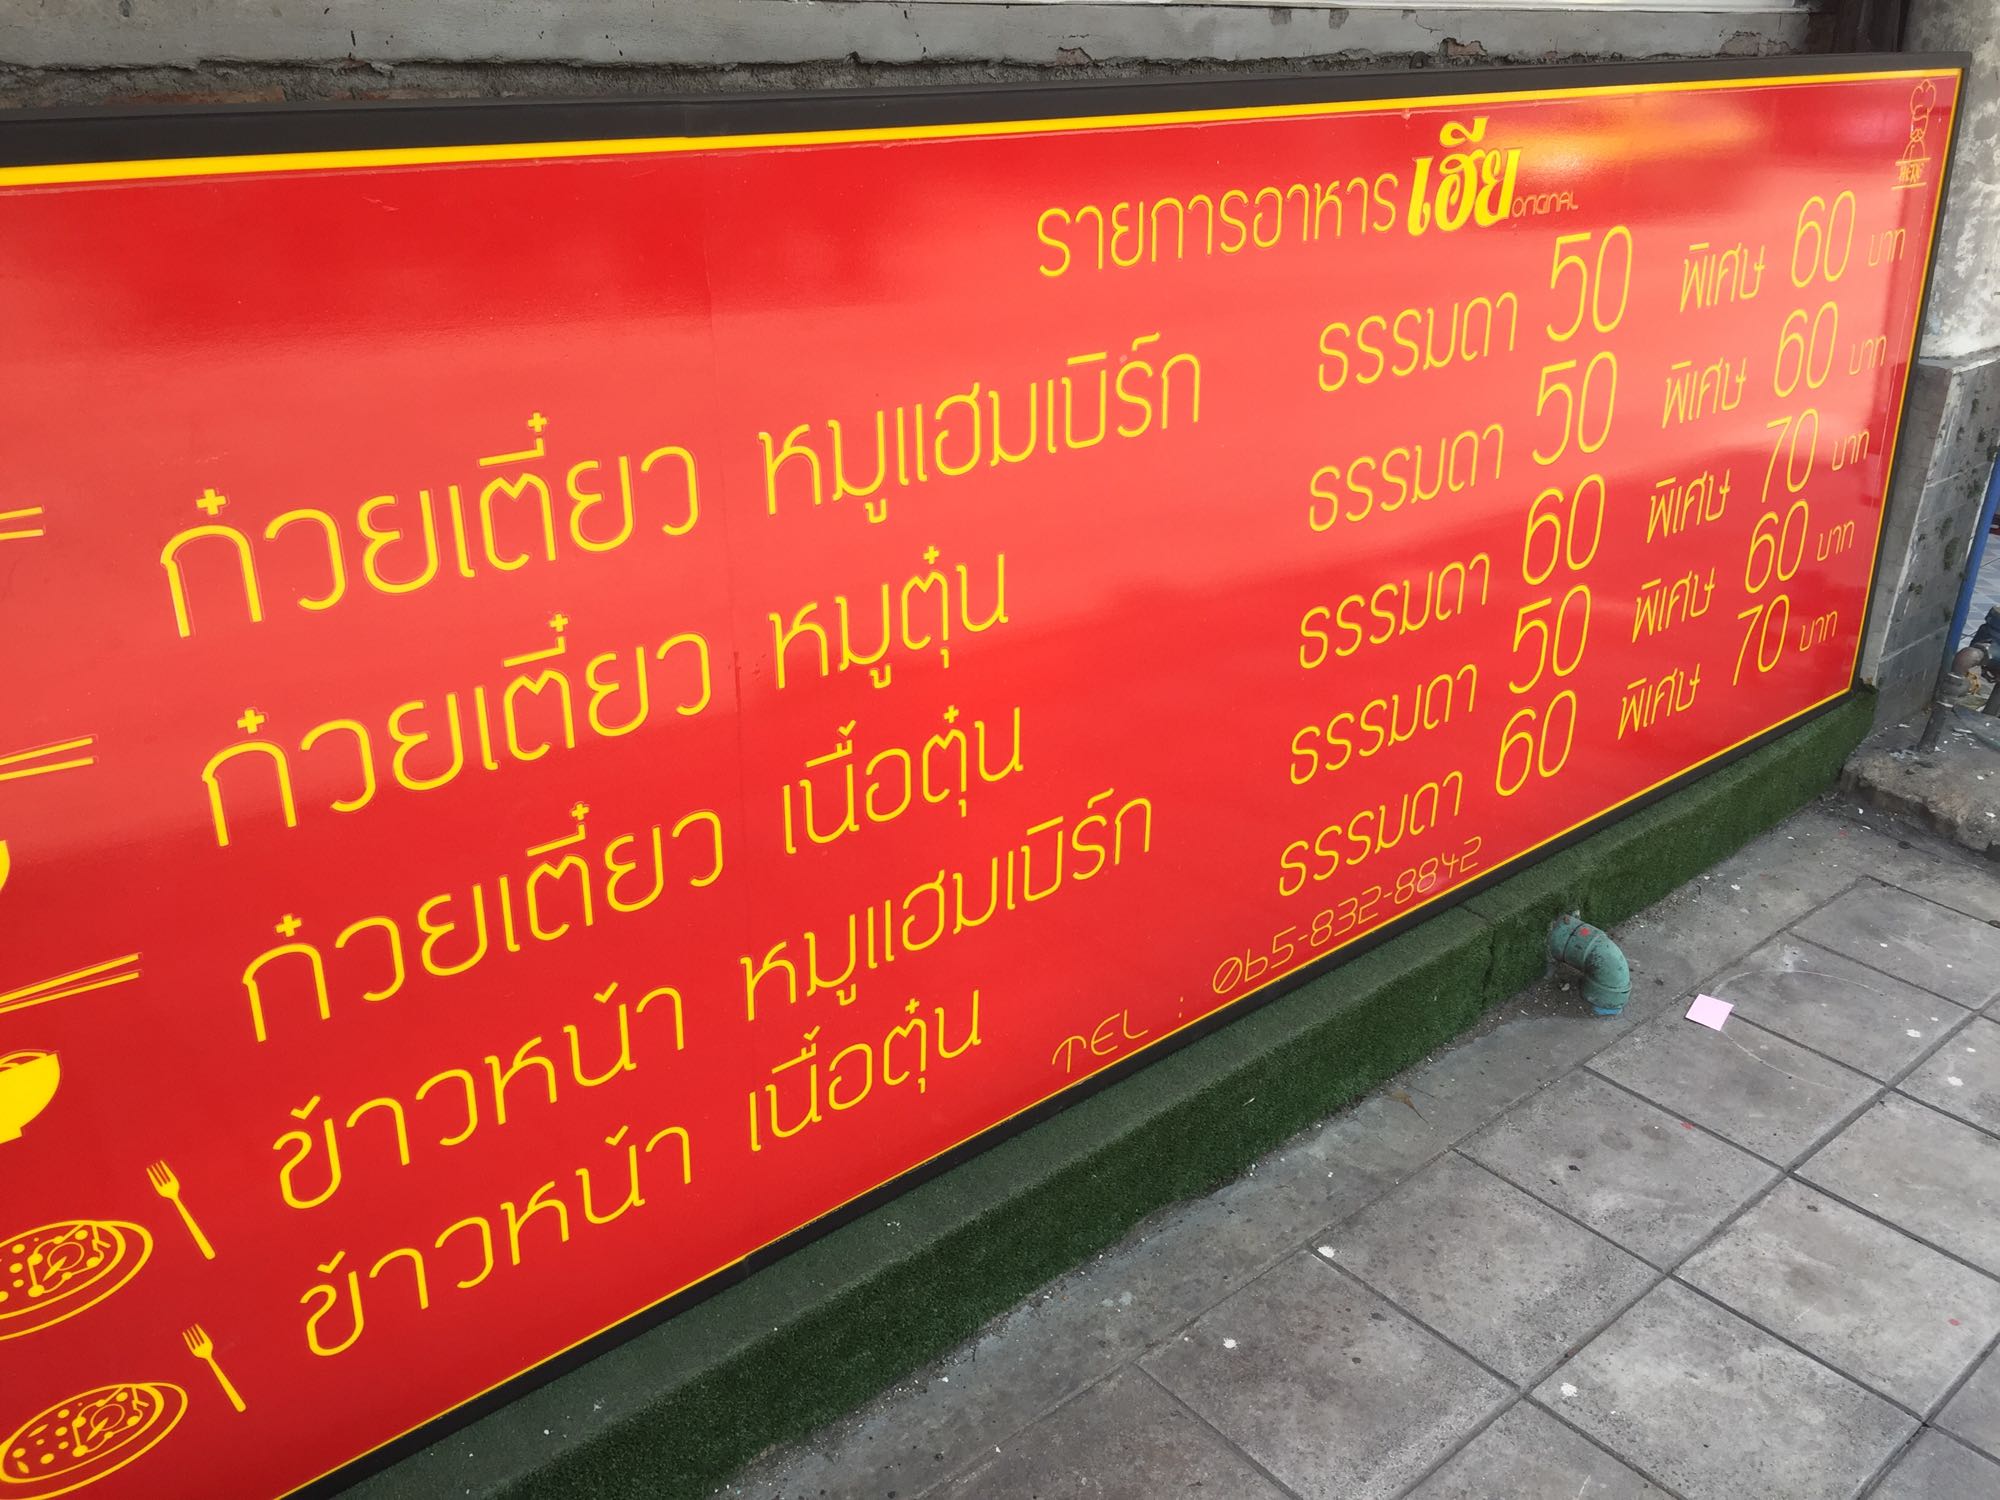 รายการอาหาร เฮีย ORIGINAL
ก๋วยเตี๋ยว หมูแฮมเบิร์ก ธรรมดา 50 พิเศษ 60 บาท
ก๋วยเตี๋ยว หมูตุ๋น ธรรมดา 50 พิเศษ 60 บาท
ก๋วยเตี๋ยว เนื้อตุ๋น ธรรมดา 60 พิเศษ 70 บาท
ข้าวหน้า หมูแฮมเบิร์ก ธรรมดา 50 พิเศษ 60 บาท
ข้าวหน้า เนื้อตุ๋น ธรรมดา 60 พิเศษ 70 บาท
TEL : 065-832-8842